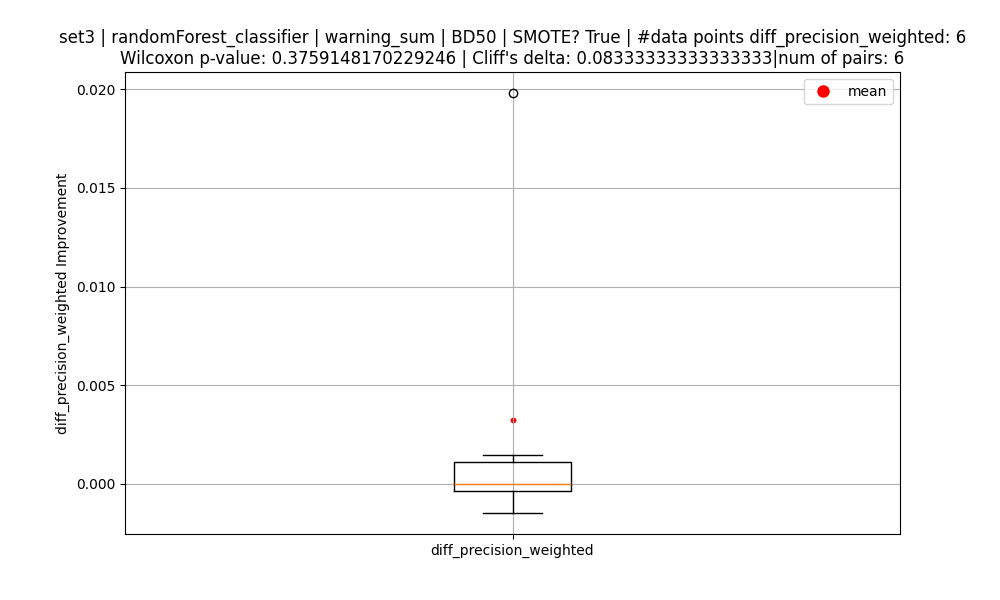 set3 | randomForest_classifier | warning_sum | BD50 | SMOTE? True | #data points diff_precision_weighted: 6
Wilcoxon p-value: 0.3759148170229246 | Cliff's delta: 0.08333333333333333|num of pairs: 6
mean
0.020
0.015
0.010
0.005
0.000
diff_precision_weighted Improvement
diff_precision_weighted